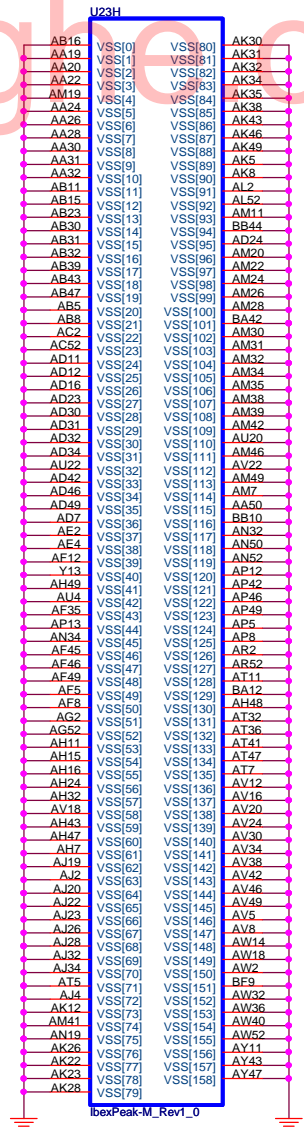 U23H
AB16 VSS[0] VSS[80] AK30
AA19 VSS[1] VSS[81] AK31
AA20 VSS[2] VSS[82] AK32
AA22 VSS[3] VSS[83] AK34
AM19 VSS[4] VSS[84] AK35
AA24 VSS[5] VSS[85] AK38
AA26 VSS[6] VSS[86] AK43
AA28 VSS[7] VSS[87] AK46
AA30 VSS[8] VSS[88] AK49
AA31 VSS[9] VSS[89] AK5
AA32 VSS[10] VSS[90] AK8
AB11 VSS[11] VSS[91] AL2
AB15 VSS[12] VSS[92] AL52
AB23 VSS[13] VSS[93] AM11
AB30 VSS[14] VSS[94] BB44
AB31 VSS[15] VSS[95] AD24
AB32 VSS[16] VSS[96] AM20
AB39 VSS[17] VSS[97] AM22
AB43 VSS[18] VSS[98] AM24
AB47 VSS[19] VSS[99] AM26
AB5 VSS[20] VSS[100] AM28
AB8 VSS[21] VSS[101] BA42
AC2 VSS[22] VSS[102] AM30
AC52 VSS[23] VSS[103] AM31
AD11 VSS[24] VSS[104] AM32
AD12 VSS[25] VSS[105] AM34
AD16 VSS[26] VSS[106] AM35
AD23 VSS[27] VSS[107] AM38
AD30 VSS[28] VSS[108] AM39
AD31 VSS[29] VSS[109] AM42
AD32 VSS[30] VSS[110] AU20
AD34 VSS[31] VSS[111] AM46
AU22 VSS[32] VSS[112] AV22
AD42 VSS[33] VSS[113] AM49
AD46 VSS[34] VSS[114] AM7
AD49 VSS[35] VSS[115] AA50
AD7 VSS[36] VSS[116] BB10
AE2 VSS[37] VSS[117] AN32
AE4 VSS[38] VSS[118] AN50
AF12 VSS[39] VSS[119] AN52
Y13 VSS[40] VSS[120] AP12
AH49 VSS[41] VSS[121] AP42
AU4 VSS[42] VSS[122] AP46
AF35 VSS[43] VSS[123] AP49
AP13 VSS[44] VSS[124] AP5
AN34 VSS[45] VSS[125] AP8
AF45 VSS[46] VSS[126] AR2
AF46 VSS[47] VSS[127] AR52
AF49 VSS[48] VSS[128] AT11
AF5 VSS[49] VSS[129] BA12
AF8 VSS[50] VSS[130] AH48
AG2 VSS[51] VSS[131] AT32
AG52 VSS[52] VSS[132] AT36
AH11 VSS[53] VSS[133] AT41
AH15 VSS[54] VSS[134] AT47
AH16 VSS[55] VSS[135] AT7
AH24 VSS[56] VSS[136] AV12
AH32 VSS[57] VSS[137] AV16
AV18 VSS[58] VSS[138] AV20
AH43 VSS[59] VSS[139] AV24
AH47 VSS[60] VSS[140] AV30
AH7 VSS[61] VSS[141] AV34
AJ19 VSS[62] VSS[142] AV38
AJ2 VSS[63] VSS[143] AV42
AJ20 VSS[64] VSS[144] AV46
AJ22 VSS[65] VSS[145] AV49
AJ23 VSS[66] VSS[146] AV5
AJ26 VSS[67] VSS[147] AV8
AJ28 VSS[68] VSS[148] AW14
AJ32 VSS[69] VSS[149] AW18
AJ34 VSS[70] VSS[150] AW2
AT5 VSS[71] VSS[151] BF9
AJ4 VSS[72] VSS[152] AW32
AK12 VSS[73] VSS[153] AW36
AM41 VSS[74] VSS[154] AW40
AN19 VSS[75] VSS[155] AW52
AK26 VSS[76] VSS[156] AY11
AK22 VSS[77] VSS[157] AY43
AK23 VSS[78] VSS[158] AY47
AK28 VSS[79]
IbexPeak-M_Rev1_0